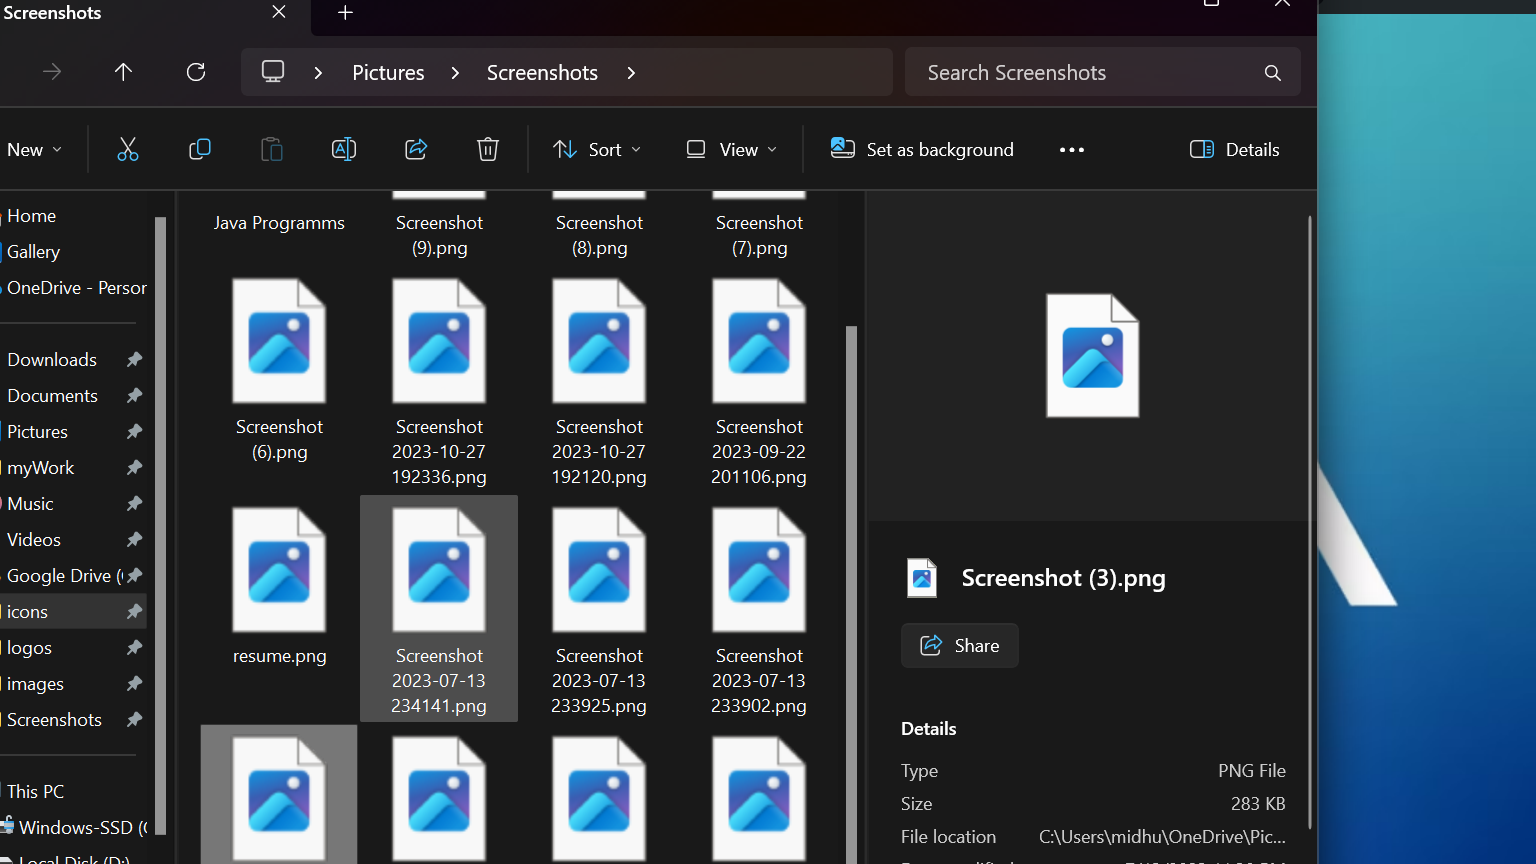 Screenshots
Pictures
Screenshots
Search Screenshots
New
Sort
View
Set as background
Details
Home
Gallery
OneDrive - Person
Downloads
Documents
Pictures
myWork
Music
Videos
Google Drive (
icons
logos
images
Screenshots
This PC
Windows-SSD (
Local Disk (D:)
Java Programms
Screenshot
(9).png
Screenshot
(8).png
Screenshot
(7).png
Screenshot
(6).png
Screenshot
2023-10-27
192336.png
Screenshot
2023-10-27
192120.png
Screenshot
2023-09-22
201106.png
resume.png
Screenshot
2023-07-13
234141.png
Screenshot
2023-07-13
233925.png
Screenshot
2023-07-13
233902.png
Screenshot (3).png
Share
Details
Type PNG File
Size 283 KB
File location C:\Users\midhu\OneDrive\Pic...